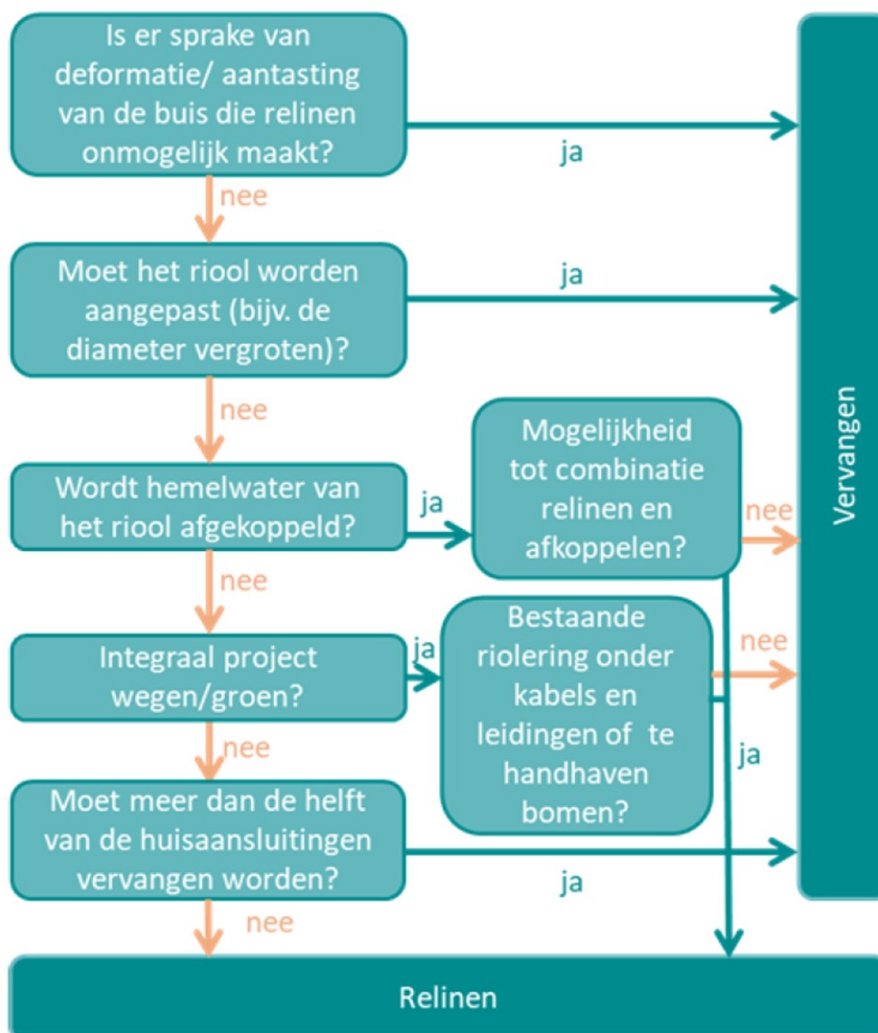 Is er sprake van
deformatie/ aantasting
van de buis die relinen
onmogelijk maakt?
ja
nee
Moet het riool worden
aangepast (bijv. de
diameter vergroten)?
ja
nee
Wordt hemelwater van
het riool afgekoppeld?
ja
Mogelijkheid
tot combinatie
relinen en
afkoppelen?
nee
nee
Integraal project
wegen/groen?
ja
Bestaande
riolering onder
kabels en
leidingen of te
handhaven
bomen?
nee
ja
nee
Moet meer dan de helft
van de huisaansluitingen
vervangen worden?
ja
nee
Vervangen
Relinen